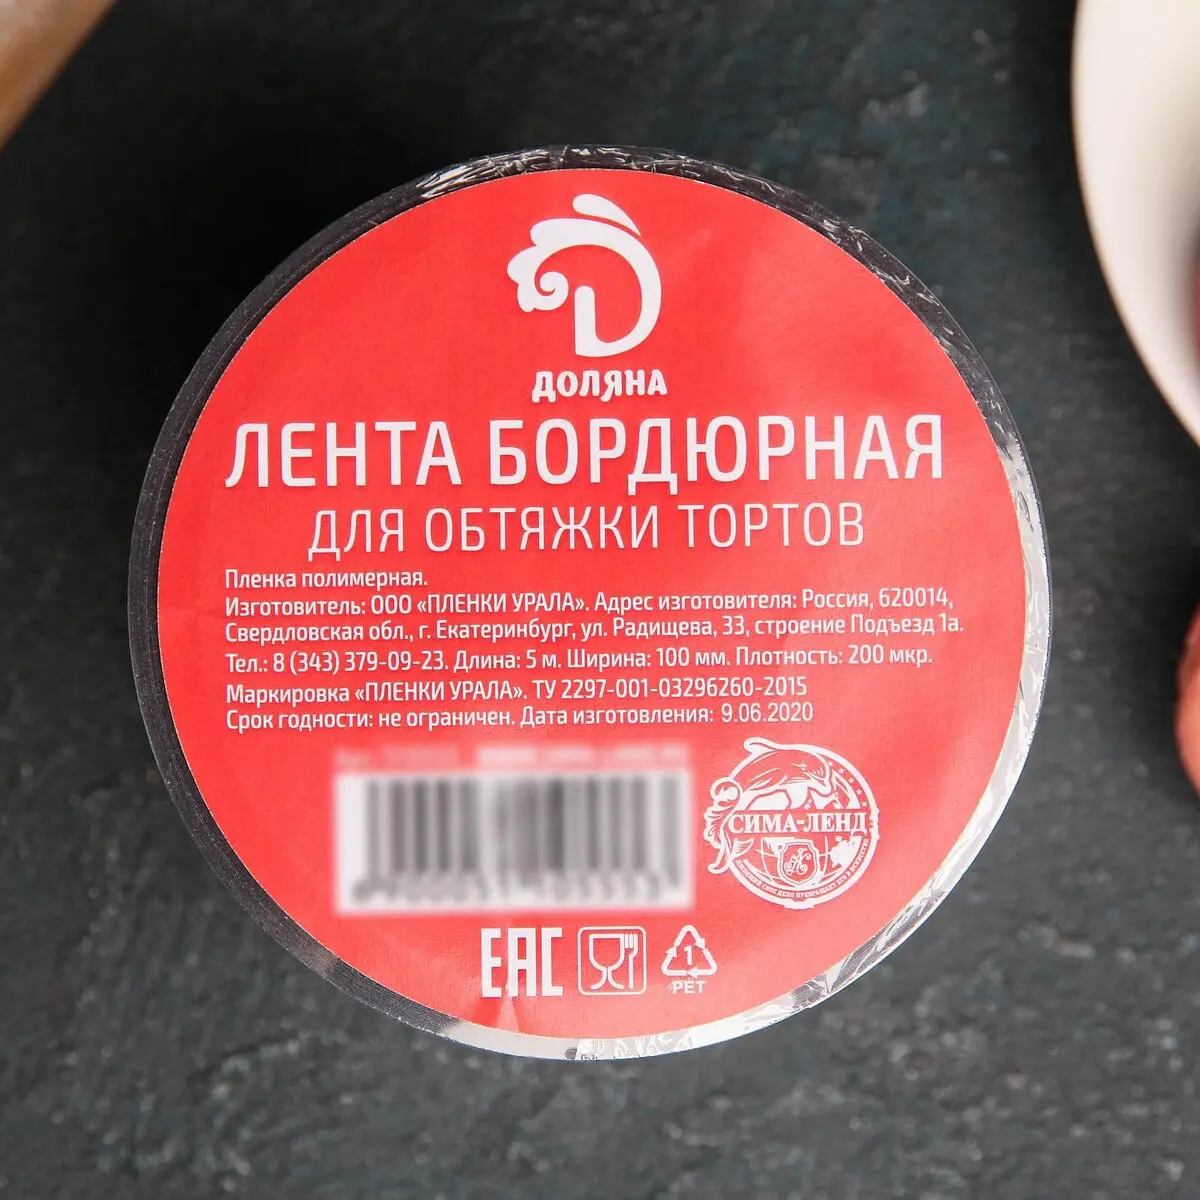 ДОЛЯНА
ЛЕНТА БОРДЮРНАЯ
ДЛЯ ОБТЯЖКИ ТОРТОВ
Пленка полимерная.
Изготовитель: ООО «ПЛЕНКИ УРАЛА». Адрес изготовителя: Россия, 620014,
Свердловская обл., г. Екатеринбург, ул. Радищева, 33, строение Подъезд 1а.
Тел.: 8 (343) 379-09-23. Длина: 5 м. Ширина: 100 мм. Плотность: 200 мкр.
Маркировка «ПЛЕНКИ УРАЛА». ТУ 2297-001-03296260-2015
Срок годности: не ограничен. Дата изготовления: 9.06.2020
СИМА-ЛЕНД
EAC
1
PET